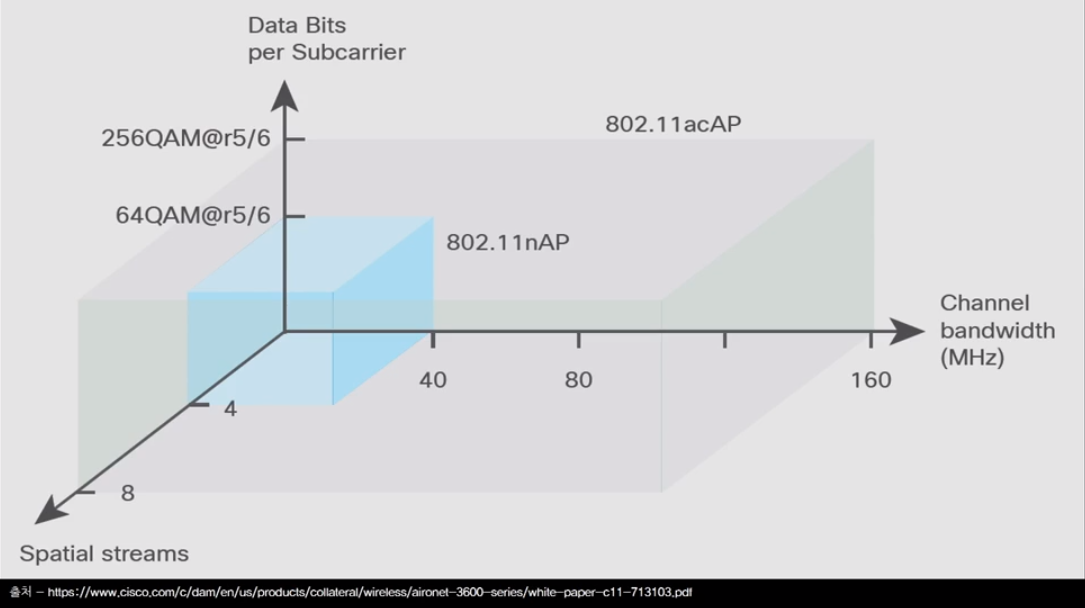 Data Bits
per Subcarrier
256QAM@r5/6
802.11acAP
64QAM@r5/6
802.11nAP
Channel
bandwidth
(MHz)
40
80
160
4
8
Spatial streams
출처 - https://www.cisco.com/c/dam/en/us/products/collateral/wireless/aironet-3600-series/white-paper-c11-713103.pdf